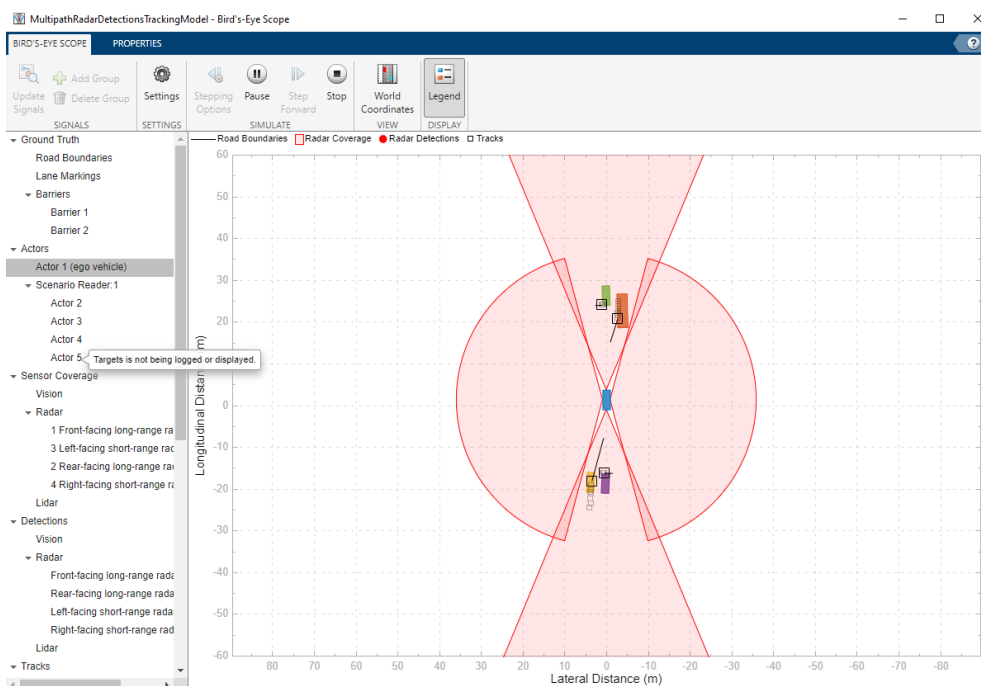 MultipathRadarDetectionsTrackingModel - Bird's-Eye Scope
BIRD'S-EYE SCOPE
PROPERTIES
Update Signals
Add Group
Delete Group
SIGNALS
Settings
SETTINGS
Stepping Options
Pause
Step Forward
Stop
SIMULATE
World Coordinates
VIEW
Legend
DISPLAY
?
Ground Truth
Road Boundaries
Lane Markings
Barriers
Barrier 1
Barrier 2
Actors
Actor 1 (ego vehicle)
Scenario Reader:1
Actor 2
Actor 3
Actor 4
Actor 5
Targets is not being logged or displayed.
Sensor Coverage
Vision
Radar
1 Front-facing long-range ra
3 Left-facing short-range rad
2 Rear-facing long-range rad
4 Right-facing short-range ra
Lidar
Detections
Vision
Radar
Front-facing long-range rada
Rear-facing long-range rada
Left-facing short-range rada
Right-facing short-range rad
Lidar
Tracks
Road Boundaries Radar Coverage Radar Detections Tracks
60
50
40
30
20
10
0
-10
-20
-30
-40
-50
-60
Longitudinal Distance (m)
80 70 60 50 40 30 20 10 0 -10 -20 -30 -40 -50 -60 -70 -80
Lateral Distance (m)